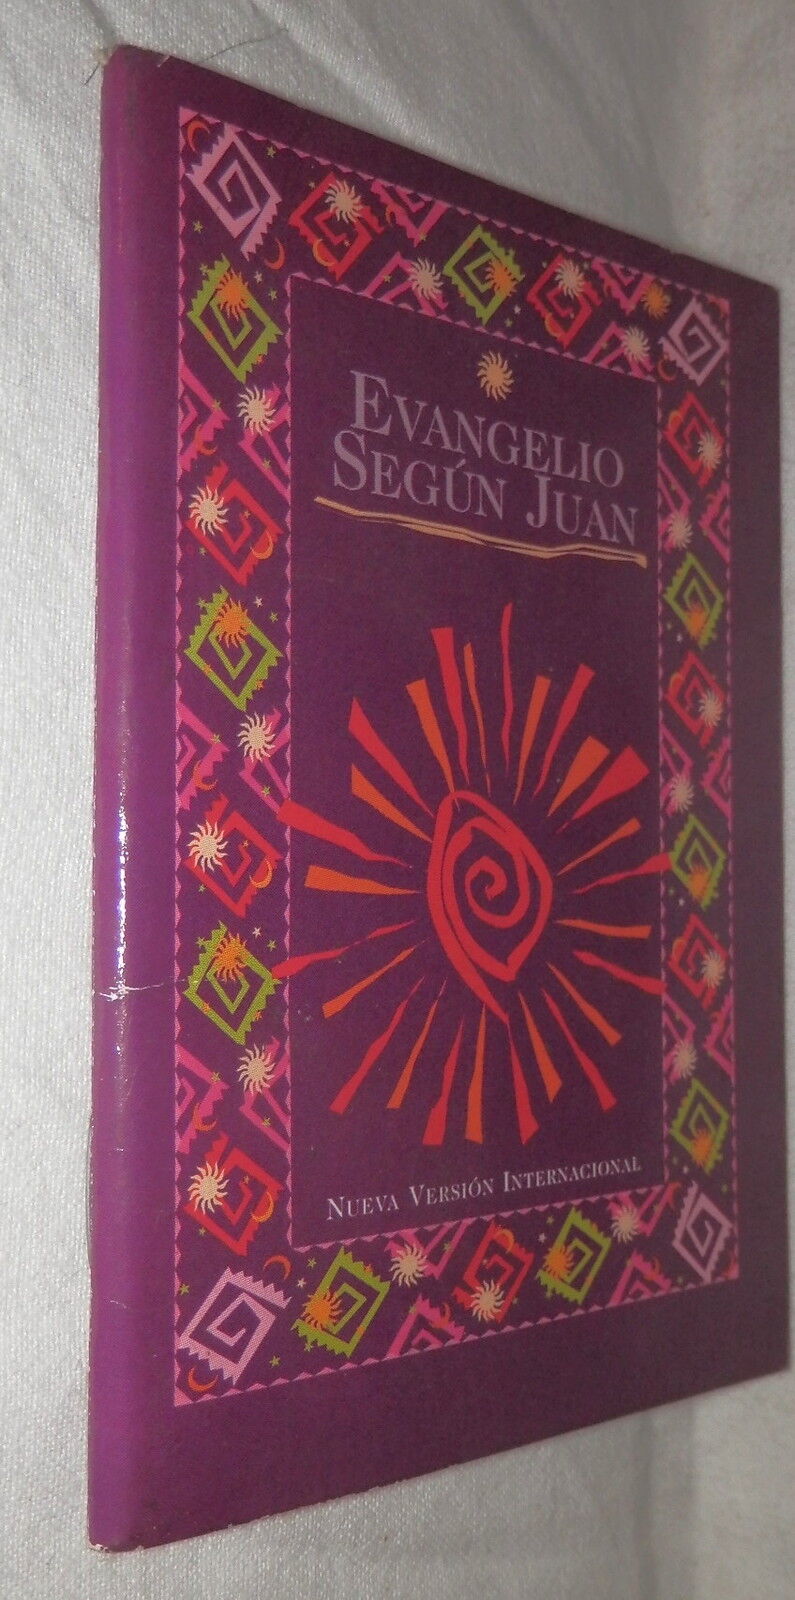 EVANGELIO
SEGÚN JUAN
NUEVA VERSIÓN INTERNACIONAL